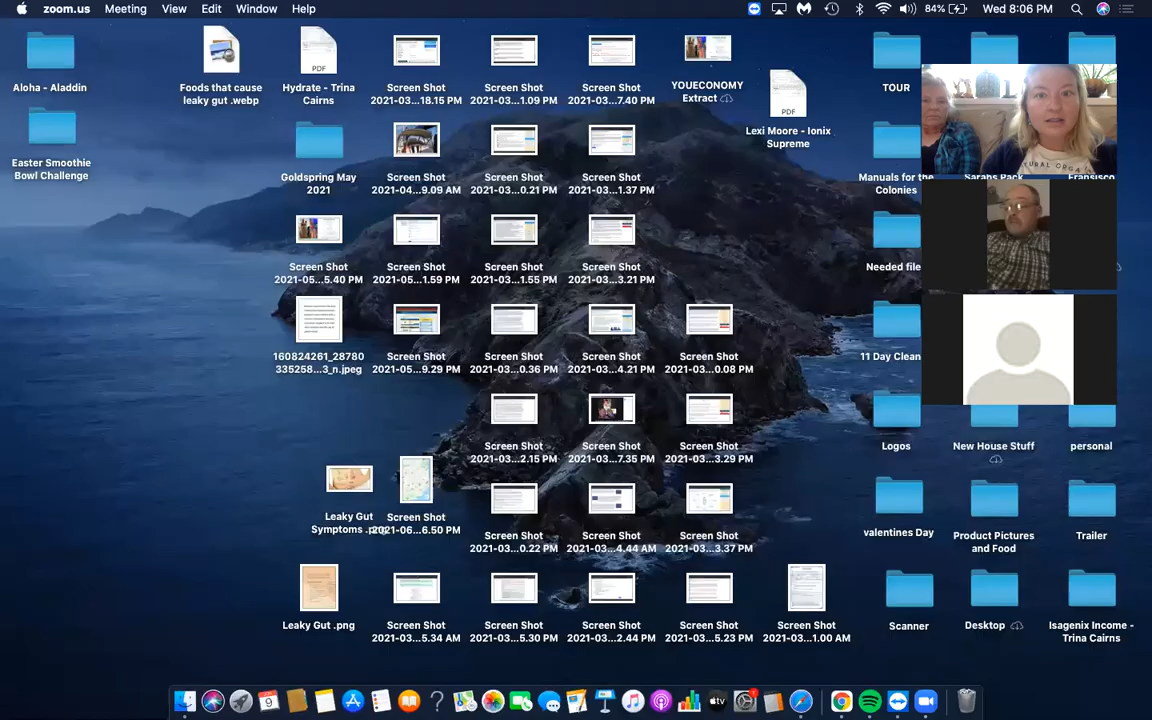 zoom.us Meeting View Edit Window Help 84% Wed 8:06 PM
Aloha - Aladdin
Easter Smoothie
Bowl Challenge
Foods that cause
leaky gut .webp
PDF
Hydrate - Trina
Cairns
Screen Shot
2021-03...18.15 PM
Screen Shot
2021-03...1.09 PM
Screen Shot
2021-03...7.40 PM
YOUECONOMY
Extract
PDF
Lexi Moore - Ionix
Supreme
TOUR
Goldspring May
2021
Screen Shot
2021-04...9.09 AM
Screen Shot
2021-03...0.21 PM
Screen Shot
2021-03...1.37 PM
Manuals for the
Colonies
Sarahs Pack
Fransisco
Screen Shot
2021-05...5.40 PM
Screen Shot
2021-03...1.59 PM
Screen Shot
2021-03...1.55 PM
Screen Shot
2021-03...3.21 PM
Needed file
160824261_28780
335258...3_n.jpeg
Screen Shot
2021-05...9.29 PM
Screen Shot
2021-03...0.36 PM
Screen Shot
2021-03...4.21 PM
Screen Shot
2021-03...0.08 PM
11 Day Clean
Screen Shot
2021-03...2.15 PM
Screen Shot
2021-03...7.35 PM
Screen Shot
2021-03...3.29 PM
Logos
New House Stuff
personal
Leaky Gut
Symptoms
Screen Shot
2021-06...6.50 PM
Screen Shot
2021-03...0.22 PM
Screen Shot
2021-03...4.44 AM
Screen Shot
2021-03...3.37 PM
valentines Day
Product Pictures
and Food
Trailer
Leaky Gut .png
Screen Shot
2021-03...5.34 AM
Screen Shot
2021-03...5.30 PM
Screen Shot
2021-03...2.44 PM
Screen Shot
2021-03...5.23 PM
Screen Shot
2021-03...1.00 AM
Scanner
Desktop
Isagenix Income -
Trina Cairns
9
tv